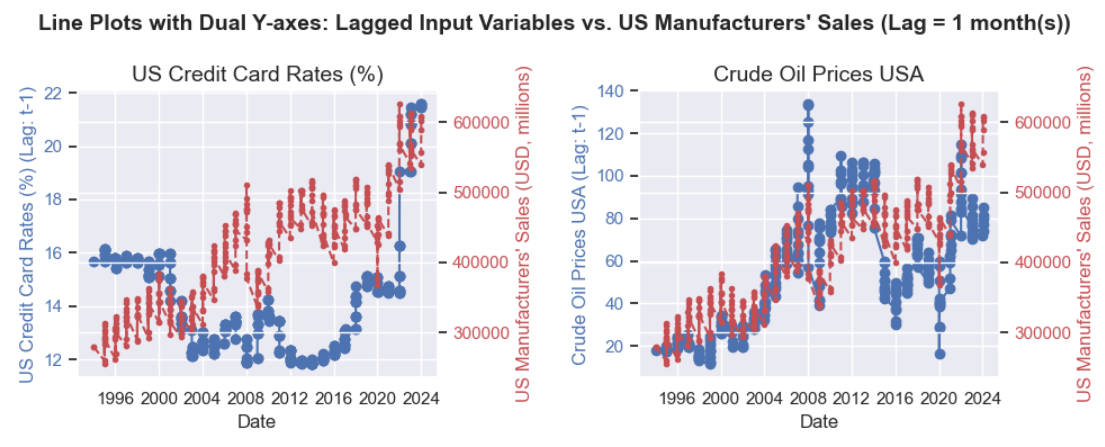 Line Plots with Dual Y-axes: Lagged Input Variables vs. US Manufacturers' Sales (Lag = 1 month(s))
US Credit Card Rates (%)
US Credit Card Rates (%) (Lag: t-1)
22
20
18
16
14
12
600000
500000
400000
300000
US Manufacturers' Sales (USD, millions)
1996 2000 2004 2008 2012 2016 2020 2024
Date
Crude Oil Prices USA
Crude Oil Prices USA (Lag: t-1)
140
120
100
80
60
40
20
600000
500000
400000
300000
US Manufacturers' Sales (USD, millions)
1996 2000 2004 2008 2012 2016 2020 2024
Date